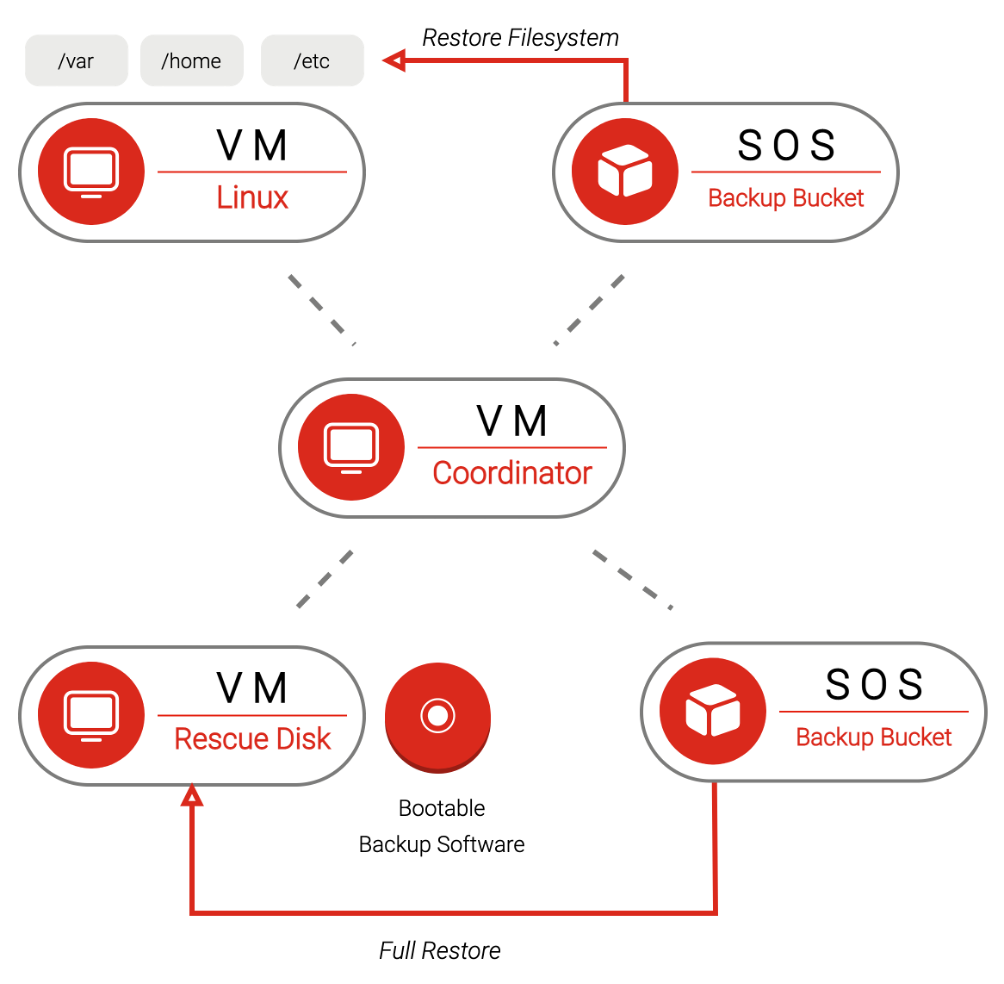 Restore Filesystem
/var
/home
/etc
VM
Linux
SOS
Backup Bucket
VM
Coordinator
VM
Rescue Disk
SOS
Backup Bucket
Bootable
Backup Software
Full Restore